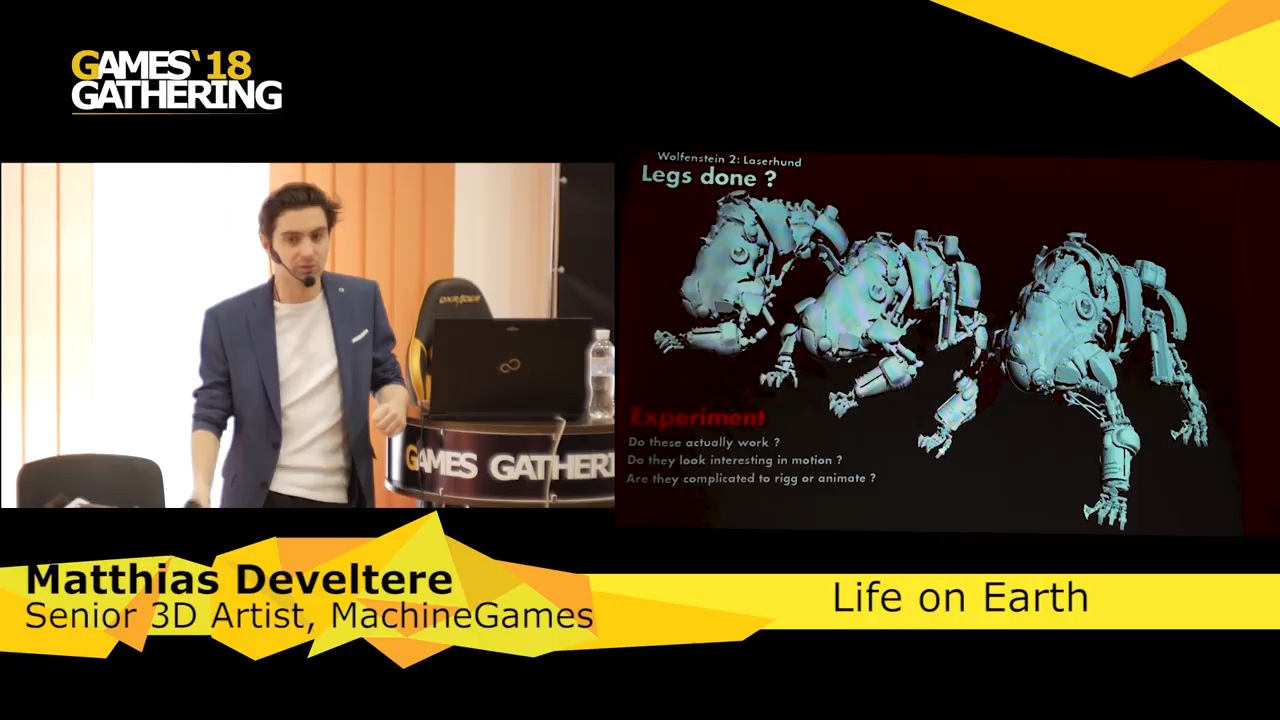 GAMES'18
GATHERING
Wolfenstein 2: Laserhund
Legs done ?
Experiment
Do these actually work ?
Do they look interesting in motion ?
Are they complicated to rigg or animate ?
DXRACER
GAMES GATHERI
Matthias Develtere
Senior 3D Artist, MachineGames
Life on Earth